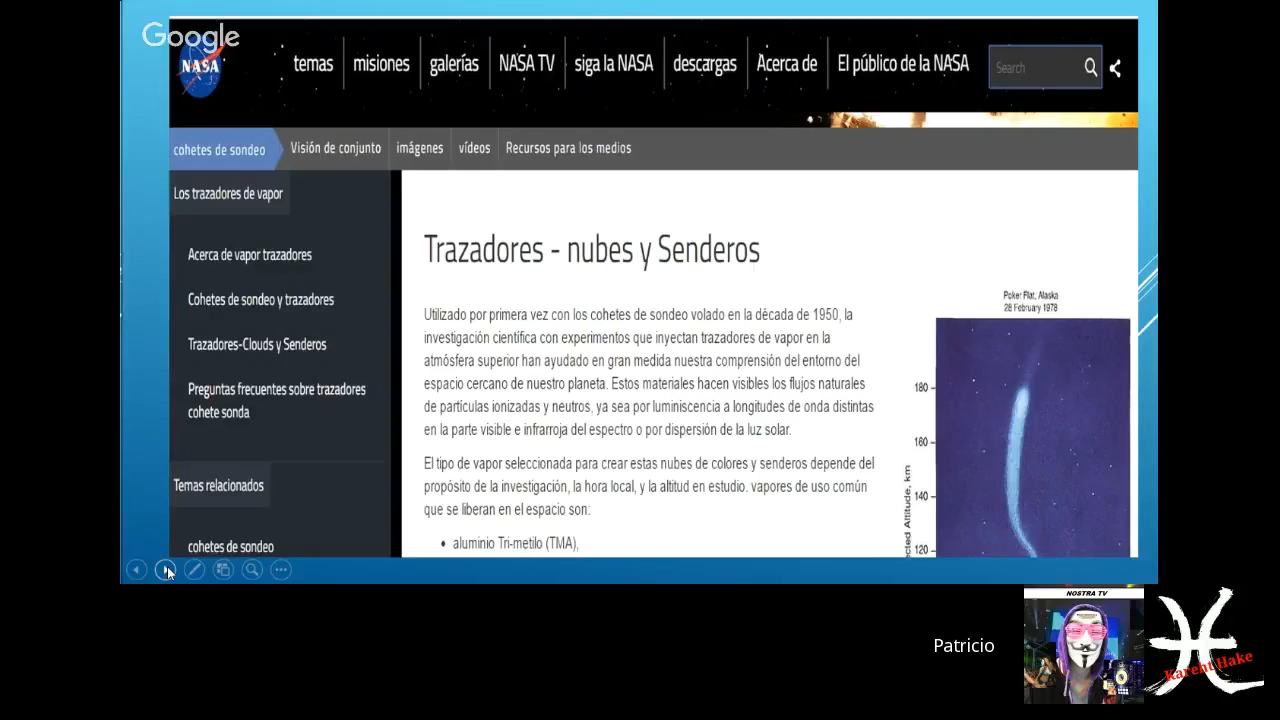 Google
NASA
temas
misiones
galerías
NASA TV
siga la NASA
descargas
Acerca de
El público de la NASA
Search
cohetes de sondeo
Visión de conjunto
imágenes
vídeos
Recursos para los medios
Los trazadores de vapor
Acerca de vapor trazadores
Cohetes de sondeo y trazadores
Trazadores-Clouds y Senderos
Preguntas frecuentes sobre trazadores
cohete sonda
Temas relacionados
cohetes de sondeo
Trazadores - nubes y Senderos
Utilizado por primera vez con los cohetes de sondeo volado en la década de 1950, la
investigación científica con experimentos que inyectan trazadores de vapor en la
atmósfera superior han ayudado en gran medida nuestra comprensión del entorno del
espacio cercano de nuestro planeta. Estos materiales hacen visibles los flujos naturales
de partículas ionizadas y neutros, ya sea por luminiscencia a longitudes de onda distintas
en la parte visible e infrarroja del espectro o por dispersión de la luz solar.
El tipo de vapor seleccionada para crear estas nubes de colores y senderos depende del
propósito de la investigación, la hora local, y la altitud en estudio. vapores de uso común
que se liberan en el espacio son:
• aluminio Tri-metilo (TMA),
Poker Flat, Alaska
28 February 1978
180
160
140
120
Altitude, km
NOSTRA TV
Patricio
Karent Hake